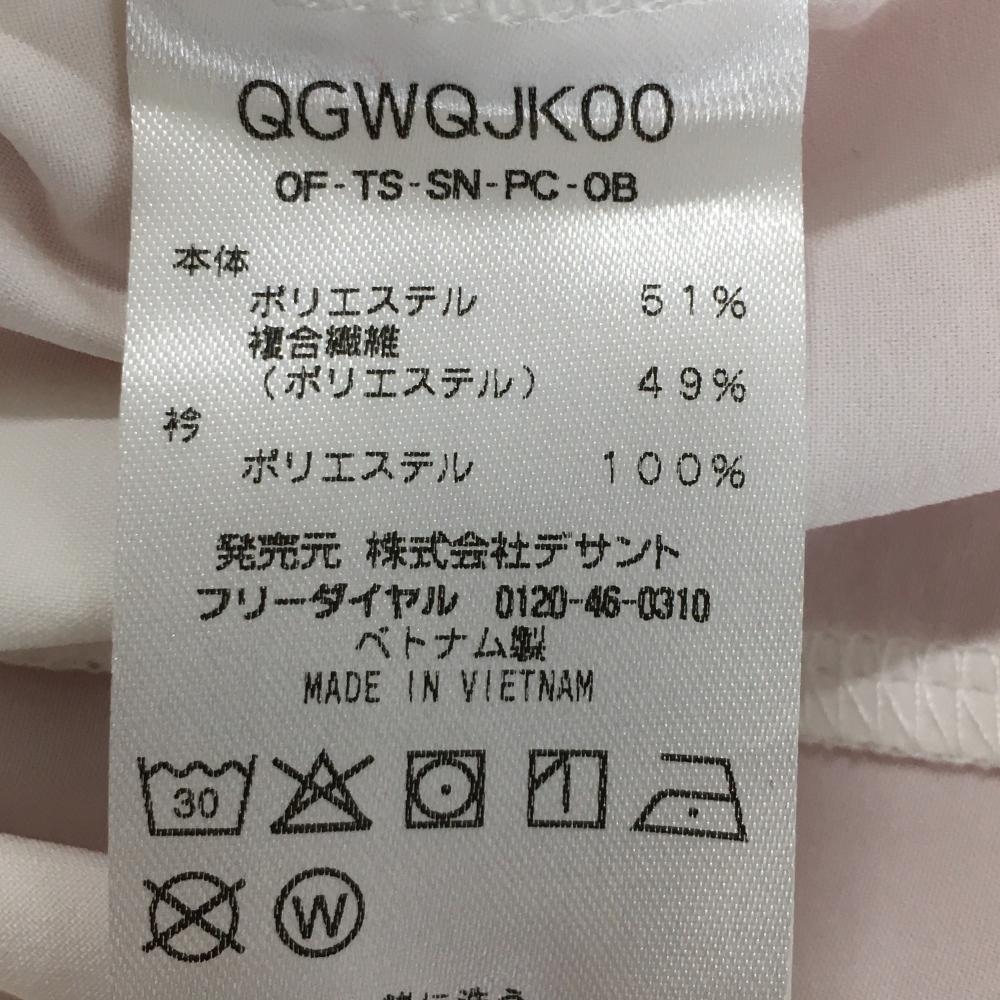 QGWQJK00
OF-TS-SN-PC-OB
本体
ポリエステル 51%
複合繊維
(ポリエステル) 49%
衿
ポリエステル 100%
発売元 株式会社デサント
フリーダイヤル 0120-46-0310
ベトナム製
MADE IN VIETNAM
30
W